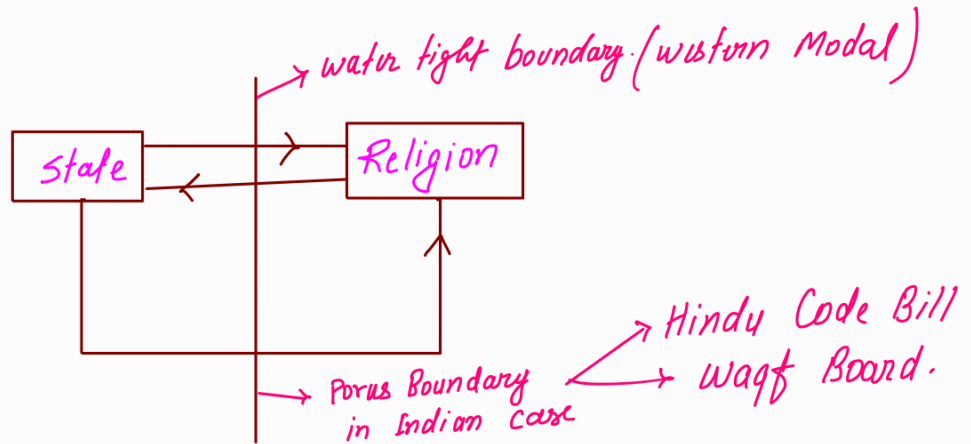 water tight boundary. (western Modal)
State
Religion
Porus Boundary
in Indian case
Hindu Code Bill
Waqf Board.